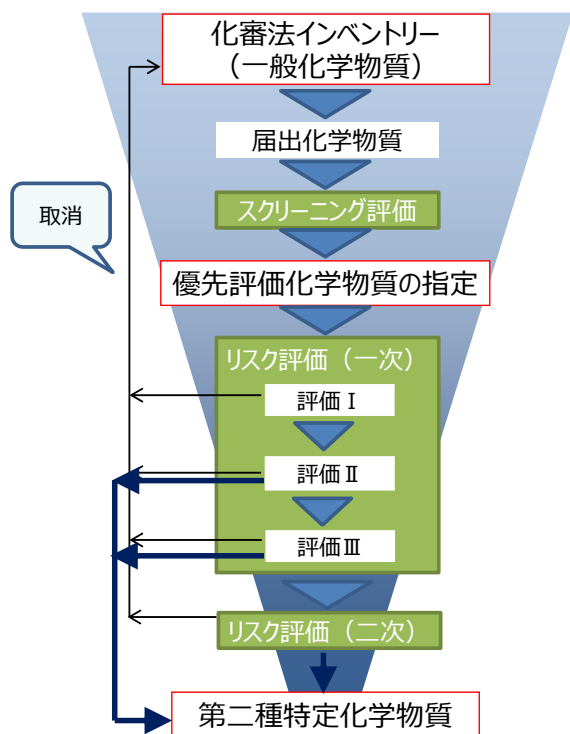 化審法インベントリー
（一般化学物質）
届出化学物質
取消
スクリーニング評価
優先評価化学物質の指定
リスク評価（一次）
評価Ⅰ
評価Ⅱ
評価Ⅲ
リスク評価（二次）
第二種特定化学物質